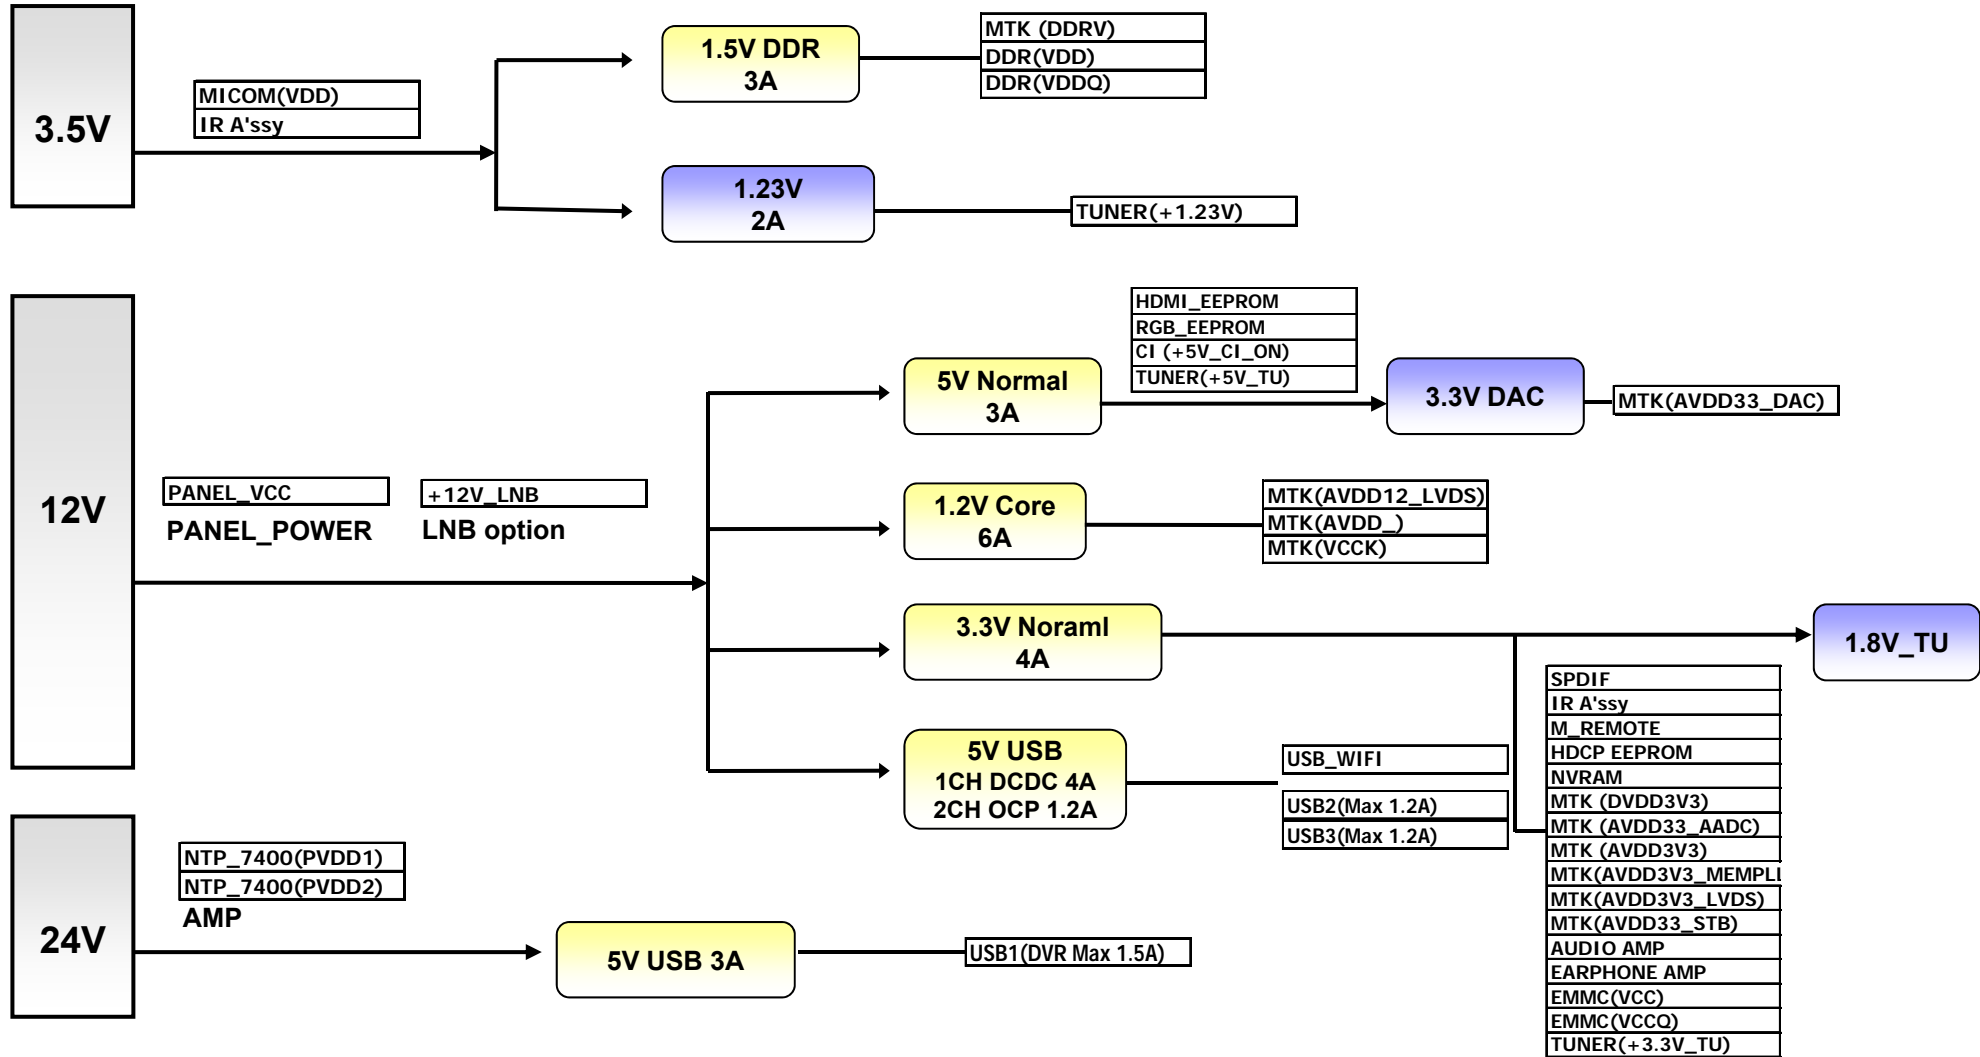 3.5V
MICOM(VDD)
IR A'ssy
1.5V DDR
3A
MTK (DDRV)
DDR(VDD)
DDR(VDDQ)
1.23V
2A
TUNER(+1.23V)
12V
PANEL_VCC
PANEL_POWER
+12V_LNB
LNB option
5V Normal
3A
HDMI_EEPROM
RGB_EEPROM
CI (+5V_CI_ON)
TUNER(+5V_TU)
3.3V DAC
MTK(AVDD33_DAC)
1.2V Core
6A
MTK(AVDD12_LVDS)
MTK(AVDD_)
MTK(VCCK)
3.3V Noraml
4A
1.8V_TU
SPDIF
IR A'ssy
M_REMOTE
HDCP EEPROM
NVRAM
MTK (DVDD3V3)
MTK (AVDD33_AADC)
MTK (AVDD3V3)
MTK(AVDD3V3_MEMPLL
MTK(AVDD3V3_LVDS)
MTK(AVDD33_STB)
AUDIO AMP
EARPHONE AMP
EMMC(VCC)
EMMC(VCCQ)
TUNER(+3.3V_TU)
5V USB
1CH DCDC 4A
2CH OCP 1.2A
USB_WIFI
USB2(Max 1.2A)
USB3(Max 1.2A)
24V
NTP_7400(PVDD1)
NTP_7400(PVDD2)
AMP
5V USB 3A
USB1(DVR Max 1.5A)